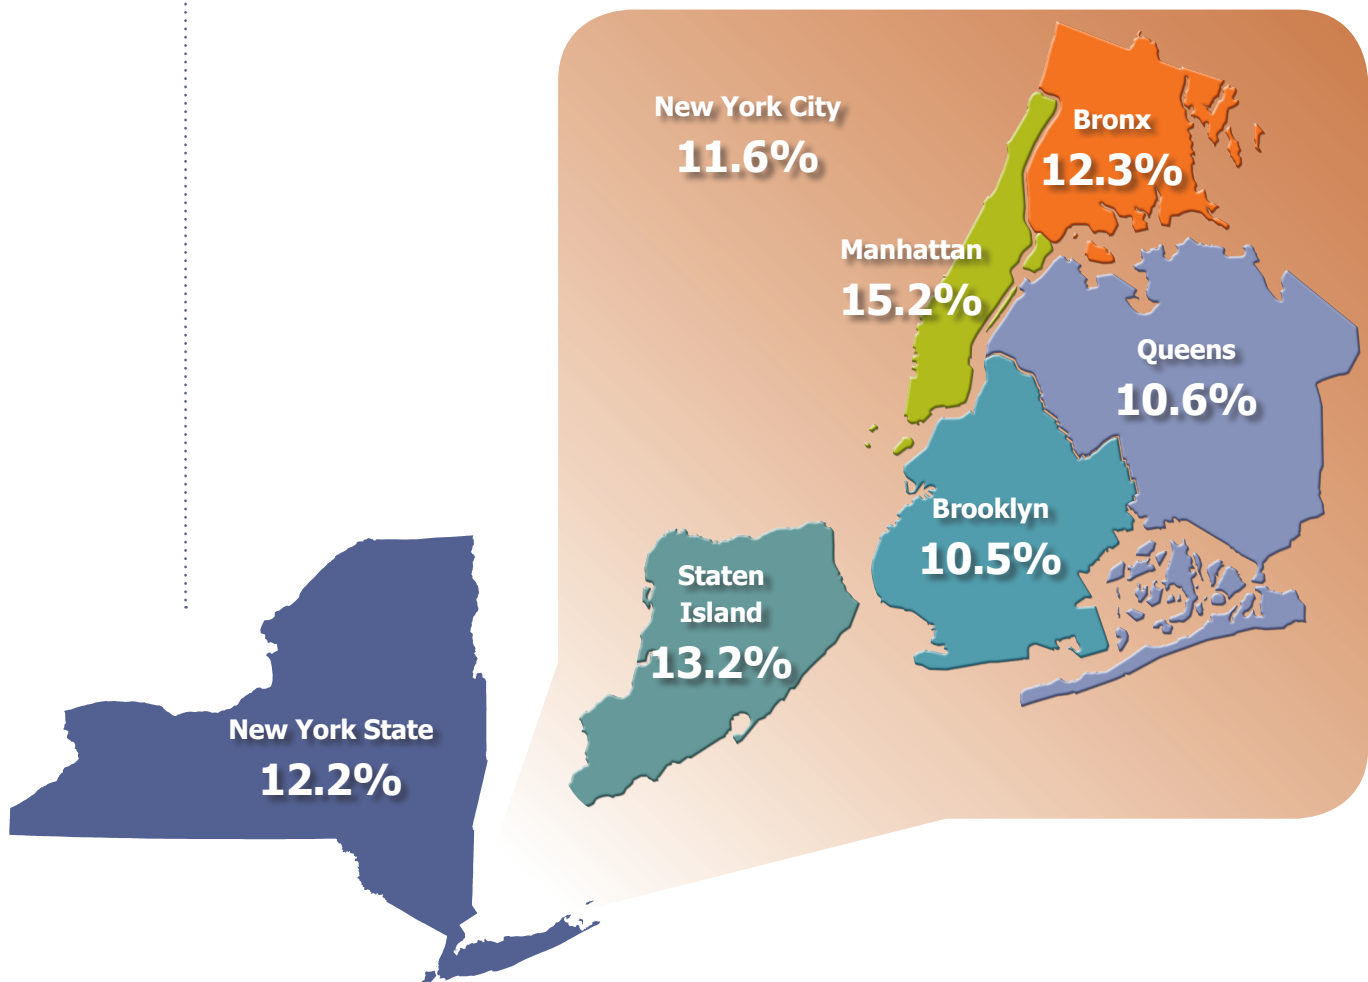 New York City
11.6%
Bronx
12.3%
Manhattan
15.2%
Queens
10.6%
Brooklyn
10.5%
Staten
Island
13.2%
New York State
12.2%